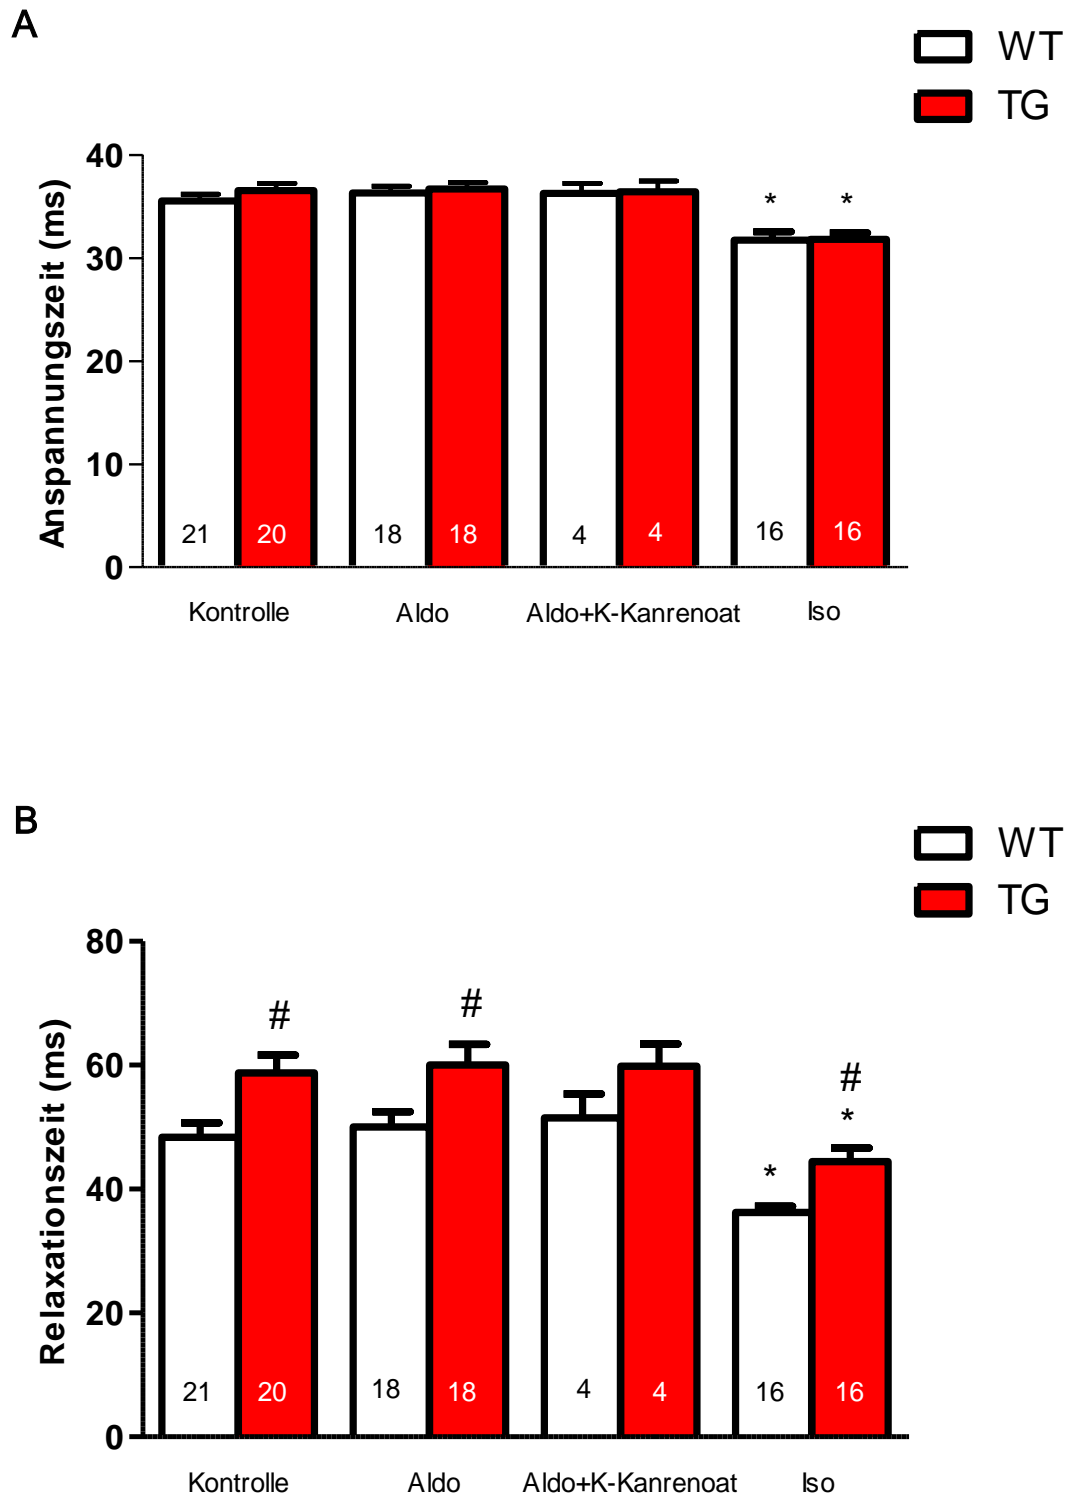 A
WT
TG
Anspannungszeit (ms)
40
30
20
10
0
* *
21 20 18 18 4 4 16 16
Kontrolle Aldo Aldo+K-Kanrenoat Iso
B
WT
TG
Relaxationszeit (ms)
80
60
40
20
0
# # #
* *
21 20 18 18 4 4 16 16
Kontrolle Aldo Aldo+K-Kanrenoat Iso